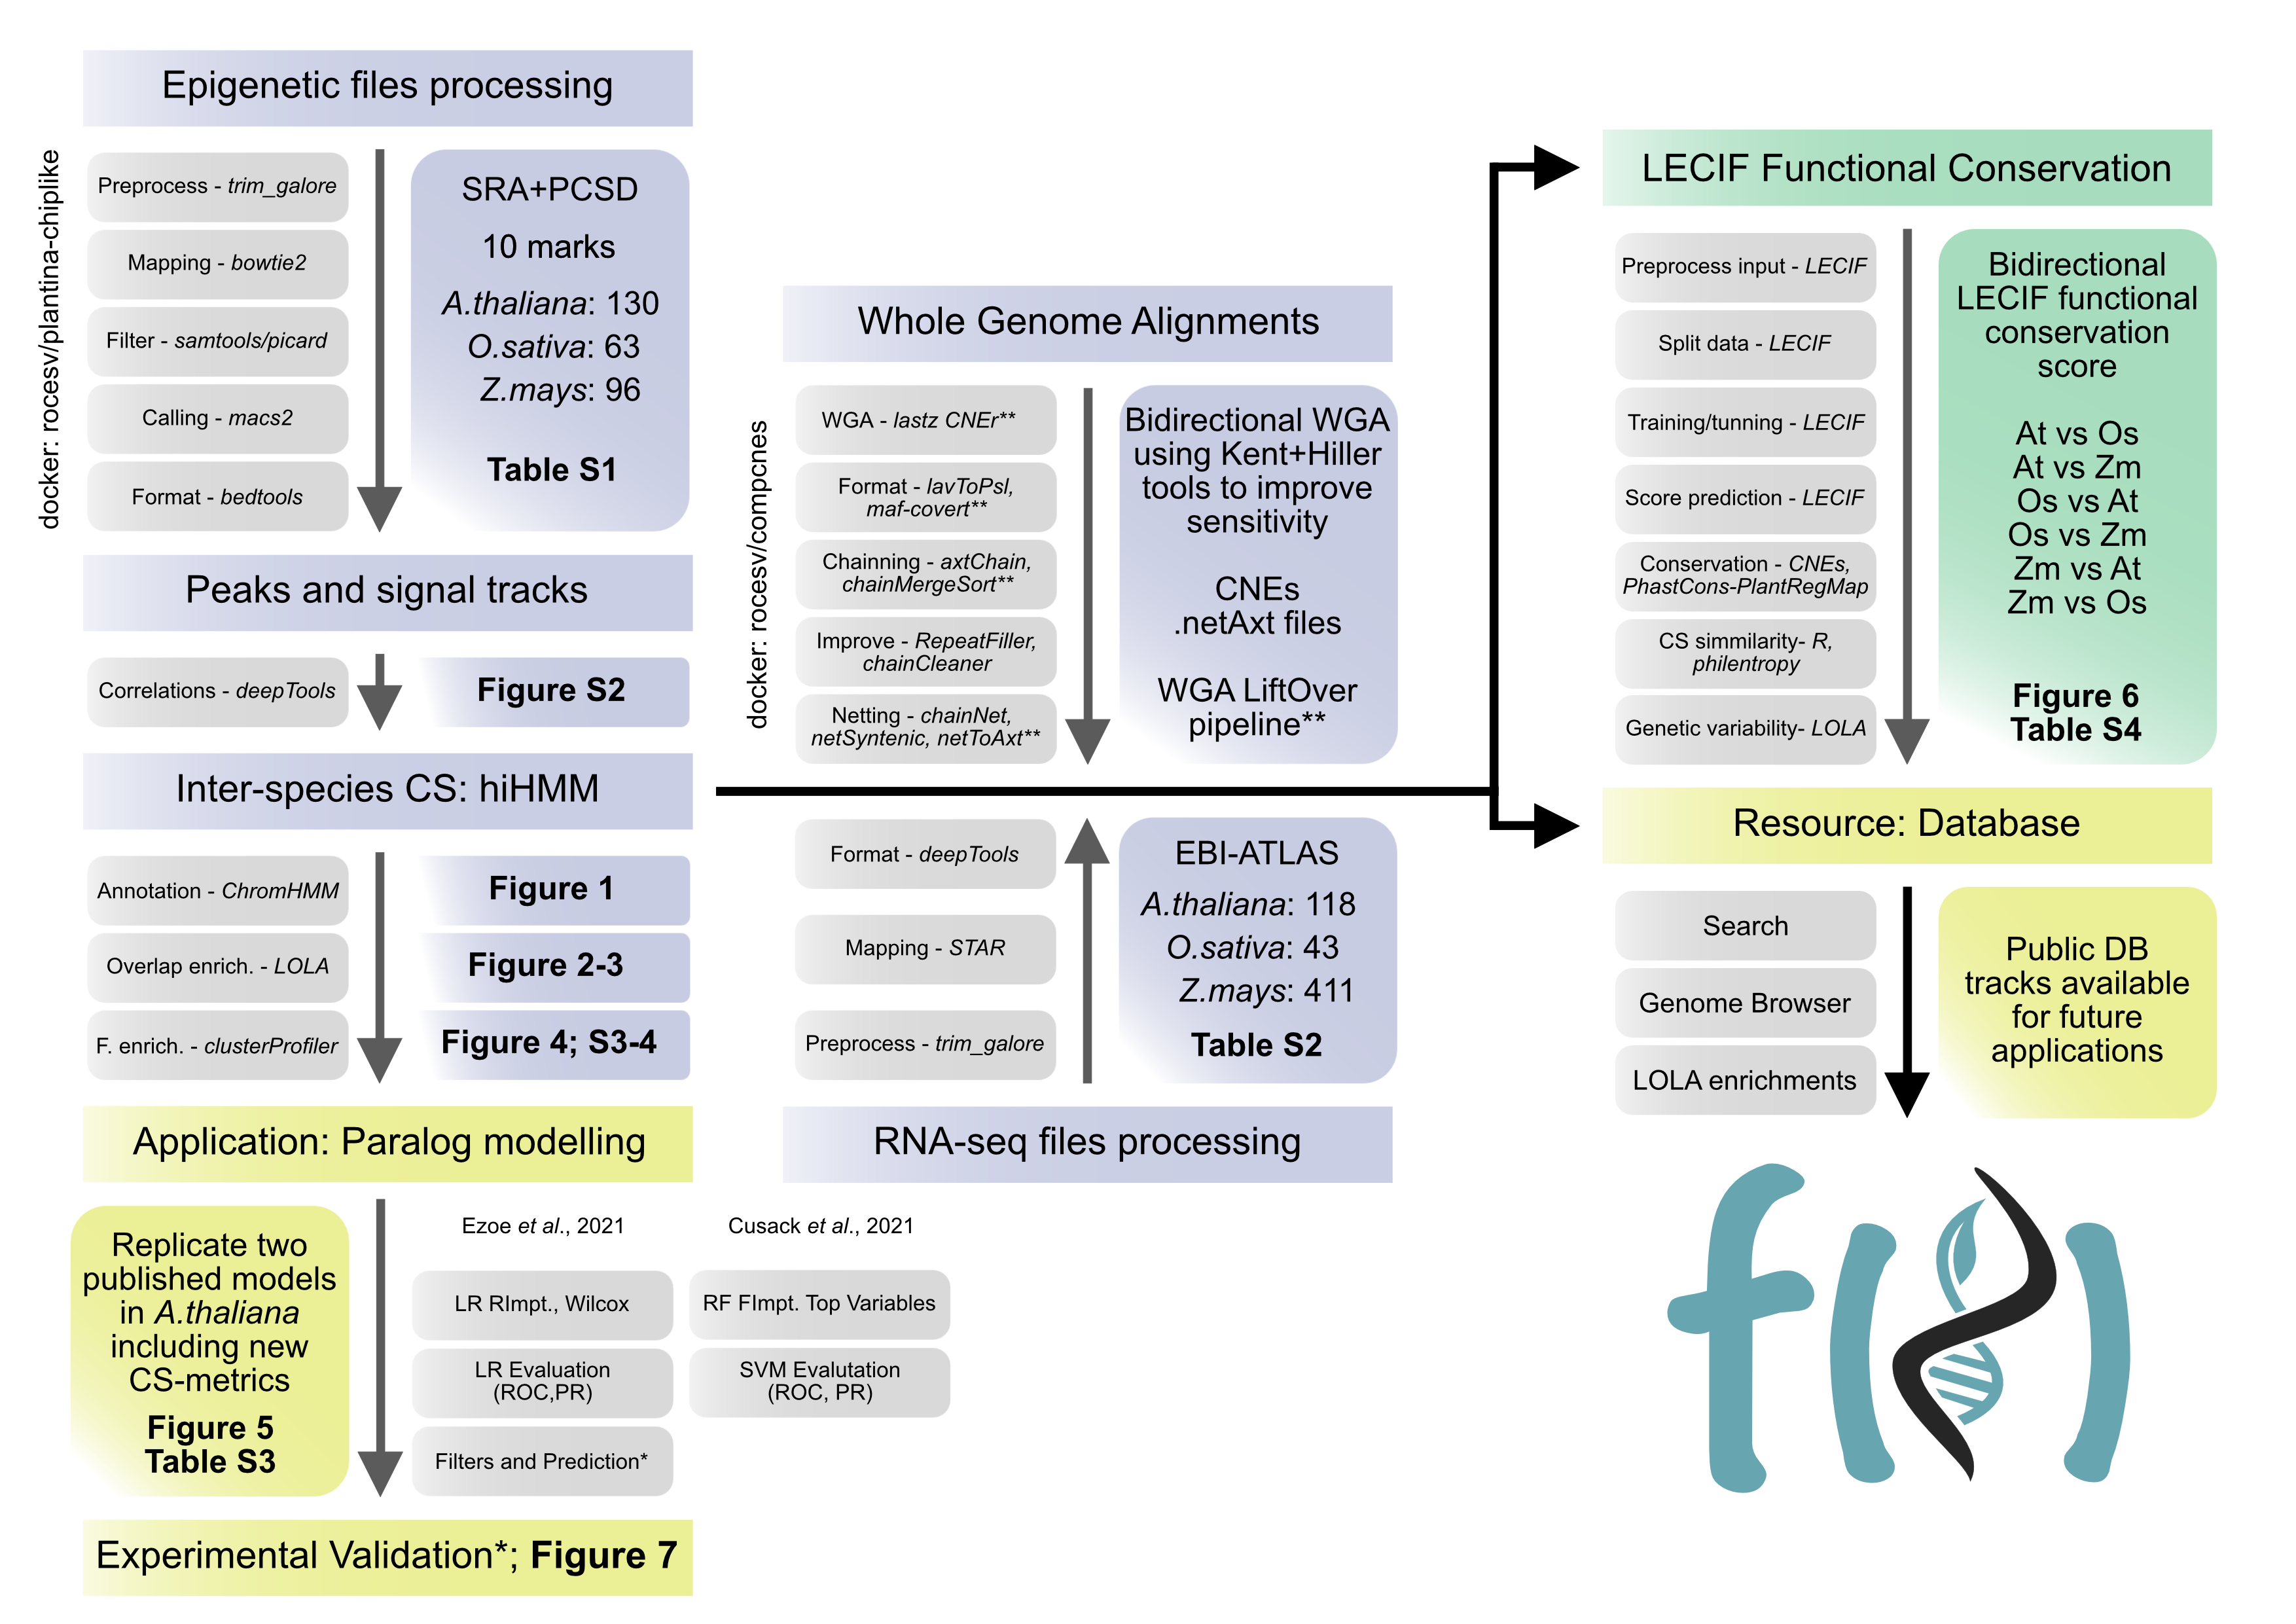 Epigenetic files processing
docker: rocesv/plantina-chiplike
Preprocess - trim_galore
Mapping - bowtie2
Filter - samtools/picard
Calling - macs2
Format - bedtools
SRA+PCSD
10 marks
A.thaliana: 130
O.sativa: 63
Z.mays: 96
Table S1
Peaks and signal tracks
Correlations - deepTools
Figure S2
Inter-species CS: hiHMM
Annotation - ChromHMM
Figure 1
Overlap enrich. - LOLA
Figure 2-3
F. enrich. - clusterProfiler
Figure 4; S3-4
Application: Paralog modelling
Replicate two
published models
in A.thaliana
including new
CS-metrics
Figure 5
Table S3
Ezoe et al., 2021
LR RImpt., Wilcox
LR Evaluation
(ROC,PR)
Filters and Prediction*
Cusack et al., 2021
RF FImpt. Top Variables
SVM Evalutation
(ROC, PR)
Experimental Validation*; Figure 7
Whole Genome Alignments
docker: rocesv/compcnes
WGA - lastz CNEr**
Format - lavToPsl,
maf-covert**
Chainning - axtChain,
chainMergeSort**
Improve - RepeatFiller,
chainCleaner
Netting - chainNet,
netSyntenic, netToAxt**
Bidirectional WGA
using Kent+Hiller
tools to improve
sensitivity
CNEs
.netAxt files
WGA LiftOver
pipeline**
Format - deepTools
Mapping - STAR
Preprocess - trim_galore
EBI-ATLAS
A.thaliana: 118
O.sativa: 43
Z.mays: 411
Table S2
RNA-seq files processing
LECIF Functional Conservation
Preprocess input - LECIF
Split data - LECIF
Training/tunning - LECIF
Score prediction - LECIF
Conservation - CNEs,
PhastCons-PlantRegMap
CS simmilarity- R,
philentropy
Genetic variability- LOLA
Bidirectional
LECIF functional
conservation
score
At vs Os
At vs Zm
Os vs At
Os vs Zm
Zm vs At
Zm vs Os
Figure 6
Table S4
Resource: Database
Search
Genome Browser
LOLA enrichments
Public DB
tracks available
for future
applications
f( )